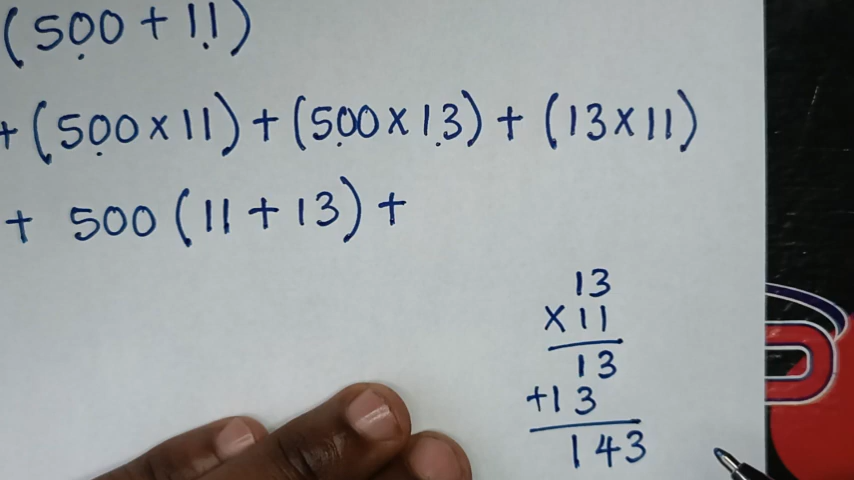 (500 + 11)
+ (500 × 11) + (500 × 13) + (13 × 11)
+ 500 (11 + 13) +
13
× 11
13
+13
143